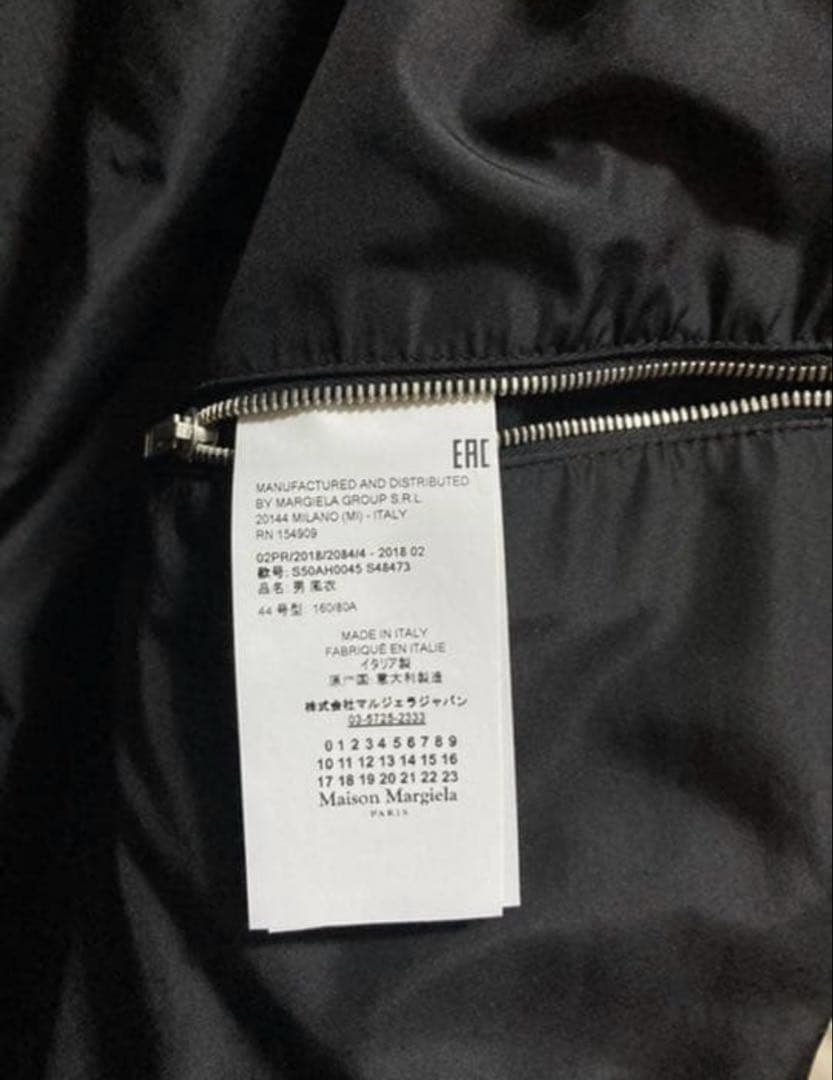 EAC
MANUFACTURED AND DISTRIBUTED
BY MARGIELA GROUP S.R.L.
20144 MILANO (MI) - ITALY
RN 154909
02PR/2018/2084/4 - 2018 02
款号: S50AH0045 S48473
品名: 男 風衣
44 号型: 160/80A
MADE IN ITALY
FABRIQUÉ EN ITALIE
イタリア製
原产国: 意大利製造
株式会社マルジェラジャパン
03-5725-2333
0 1 2 3 4 5 6 7 8 9
10 11 12 13 14 15 16
17 18 19 20 21 22 23
Maison Margiela
PARIS